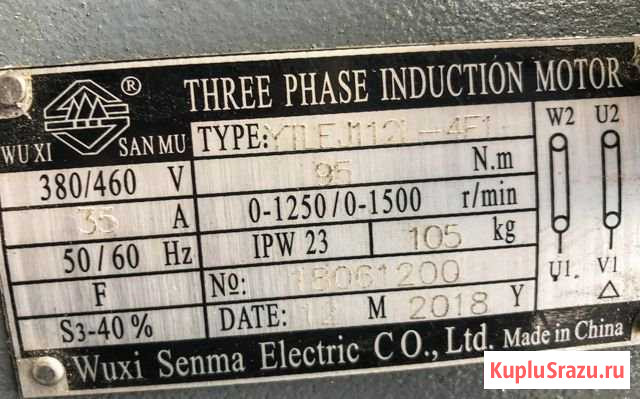 THREE PHASE INDUCTION MOTOR
®
WU XI SAN MU
TYPE: YTLEJ112L-4F1
W2 U2
380/460 V
95 N.m
35 A
0-1250/0-1500 r/min
50/60 Hz
IPW 23
105 kg
F
№: 18061200
U1. V1
△
S3-40%
DATE: M 2018 Y
Wuxi Senma Electric CO., Ltd. Made in China
KupluSrazu.ru